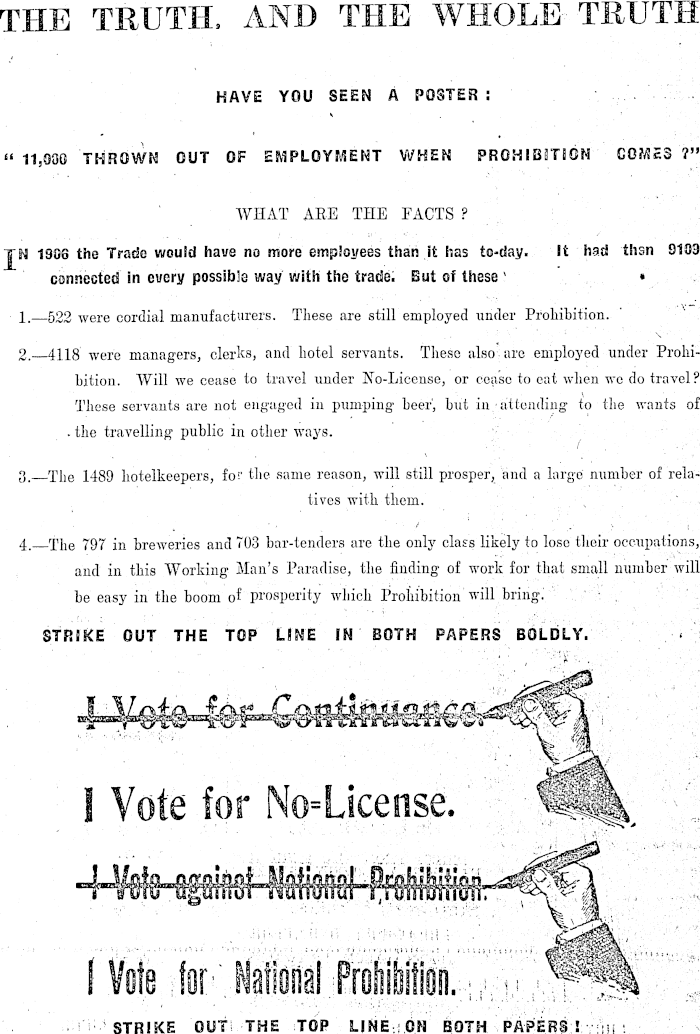 THE TRUTH, AND THE WHOLE TRUTH
HAVE YOU SEEN A POSTER:
" 11,000 THROWN OUT OF EMPLOYMENT WHEN PROHIBITION COMES ?"
WHAT ARE THE FACTS ?
IN 1906 the Trade would have no more employees than it has to-day. It had then 9109
connected in every possible way with the trade. But of these
1.—522 were cordial manufacturers. These are still employed under Prohibition.
2.—4118 were managers, clerks, and hotel servants. These also are employed under Prohi-
bition. Will we cease to travel under No-License, or cease to eat when we do travel?
These servants are not engaged in pumping beer, but in attending to the wants of
the travelling public in other ways.
3.—The 1489 hotelkeepers, for the same reason, will still prosper, and a large number of rela-
tives with them.
4.—The 797 in breweries and 703 bar-tenders are the only class likely to lose their occupations,
and in this Working Man's Paradise, the finding of work for that small number will
be easy in the boom of prosperity which Prohibition will bring.
STRIKE OUT THE TOP LINE IN BOTH PAPERS BOLDLY.
I Vote for Continuance.
I Vote for No=License.
I Vote against National Prohibition.
I Vote for National Prohibition.
STRIKE OUT THE TOP LINE ON BOTH PAPERS!